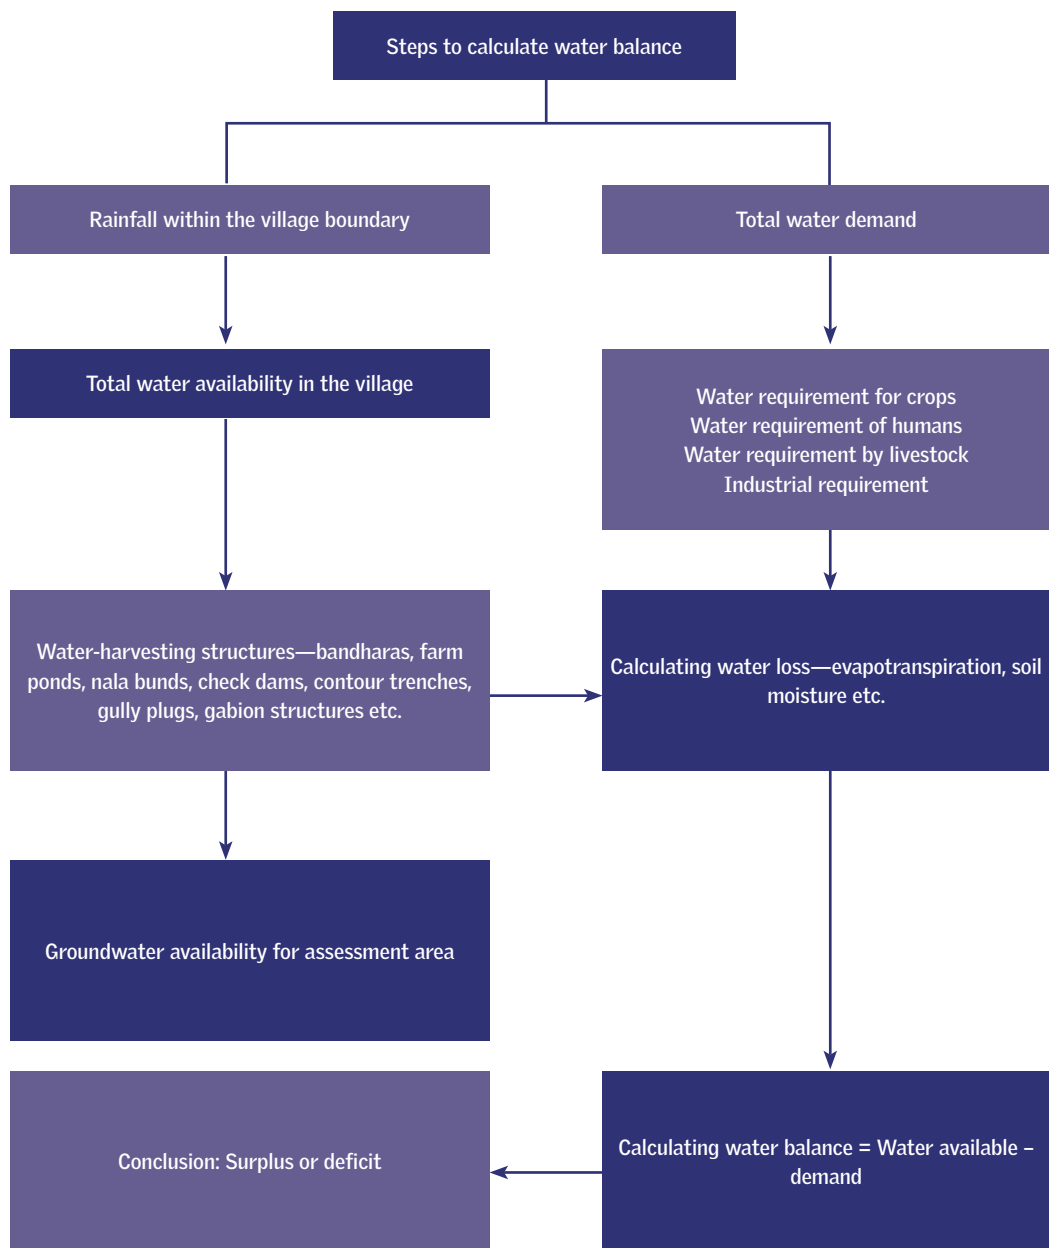 Steps to calculate water balance
Rainfall within the village boundary
Total water demand
Total water availability in the village
Water requirement for crops
Water requirement of humans
Water requirement by livestock
Industrial requirement
Water-harvesting structures—bandharas, farm
ponds, nala bunds, check dams, contour trenches,
gully plugs, gabion structures etc.
Calculating water loss—evapotranspiration, soil
moisture etc.
Groundwater availability for assessment area
Calculating water balance = Water available –
demand
Conclusion: Surplus or deficit